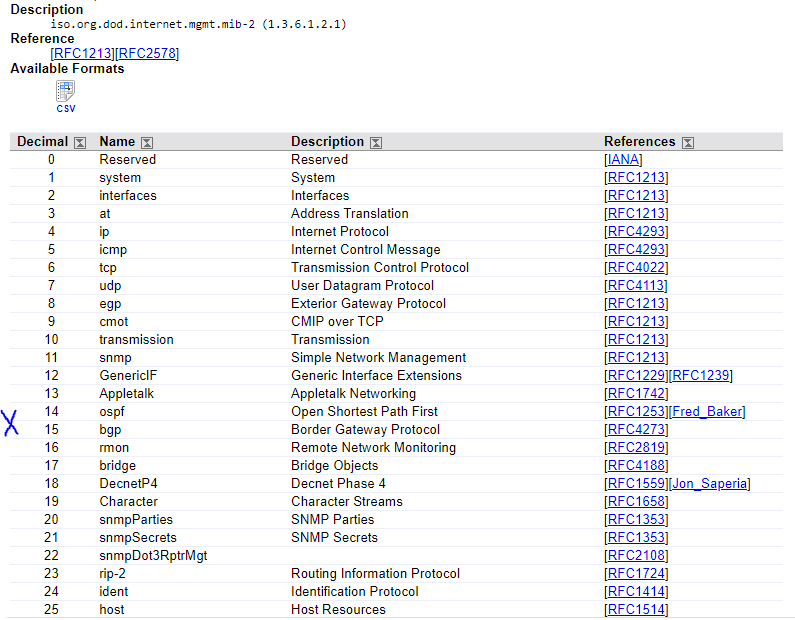 Description
iso.org.dod.internet.mgmt.mib-2 (1.3.6.1.2.1)
Reference
[RFC1213][RFC2578]
Available Formats
CSV
Decimal Name Description References
0 Reserved Reserved [IANA]
1 system System [RFC1213]
2 interfaces Interfaces [RFC1213]
3 at Address Translation [RFC1213]
4 ip Internet Protocol [RFC4293]
5 icmp Internet Control Message [RFC4293]
6 tcp Transmission Control Protocol [RFC4022]
7 udp User Datagram Protocol [RFC4113]
8 egp Exterior Gateway Protocol [RFC1213]
9 cmot CMIP over TCP [RFC1213]
10 transmission Transmission [RFC1213]
11 snmp Simple Network Management [RFC1213]
12 GenericIF Generic Interface Extensions [RFC1229][RFC1239]
13 Appletalk Appletalk Networking [RFC1742]
14 ospf Open Shortest Path First [RFC1253][Fred_Baker]
X 15 bgp Border Gateway Protocol [RFC4273]
16 rmon Remote Network Monitoring [RFC2819]
17 bridge Bridge Objects [RFC4188]
18 DecnetP4 Decnet Phase 4 [RFC1559][Jon_Saperia]
19 Character Character Streams [RFC1658]
20 snmpParties SNMP Parties [RFC1353]
21 snmpSecrets SNMP Secrets [RFC1353]
22 snmpDot3RptrMgt [RFC2108]
23 rip-2 Routing Information Protocol [RFC1724]
24 ident Identification Protocol [RFC1414]
25 host Host Resources [RFC1514]